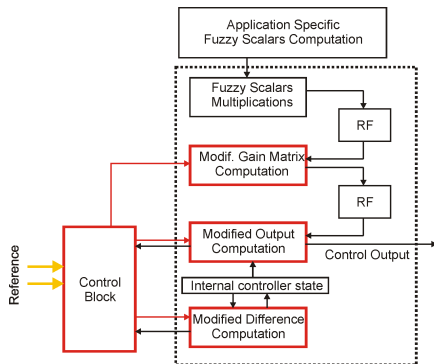 Application Specific
Fuzzy Scalars Computation
Fuzzy Scalars
Multiplications
RF
Modif. Gain Matrix
Computation
RF
Modified Output
Computation
Control Output
Internal controller state
Reference
Control
Block
Modified Difference
Computation